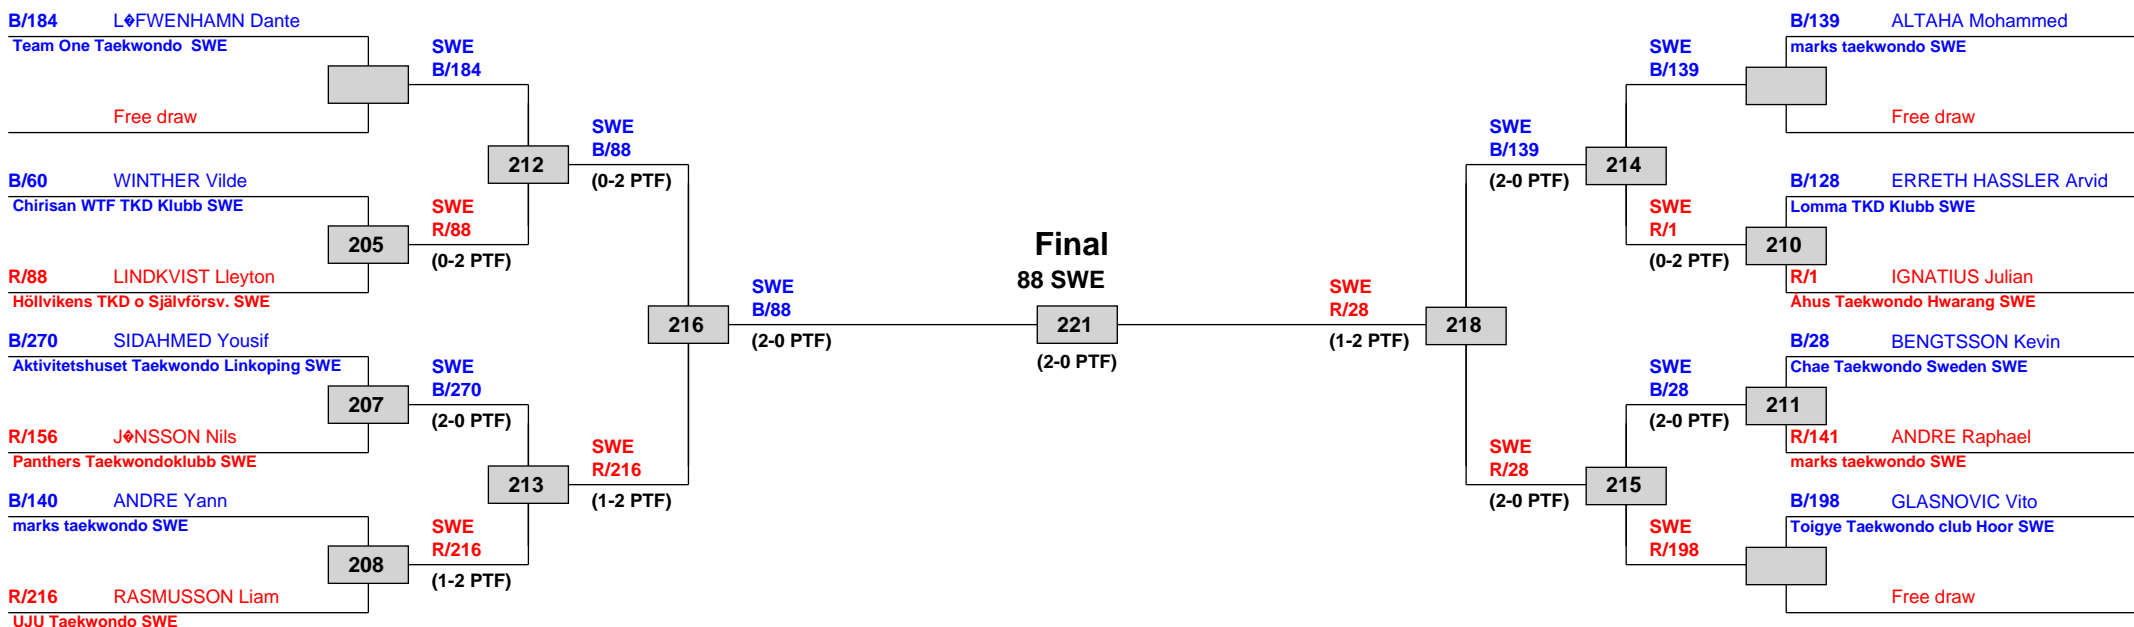 B/184 L�FWENHAMN Dante
Team One Taekwondo SWE
Free draw
B/60 WINTHER Vilde
Chirisan WTF TKD Klubb SWE
205
R/88 LINDKVIST Lleyton
Höllvikens TKD o Självförsv. SWE
B/270 SIDAHMED Yousif
Aktivitetshuset Taekwondo Linkoping SWE
207
R/156 J�NSSON Nils
Panthers Taekwondoklubb SWE
B/140 ANDRE Yann
marks taekwondo SWE
208
R/216 RASMUSSON Liam
UJU Taekwondo SWE
SWE
B/184
212
SWE
R/88
(0-2 PTF)
SWE
B/270
(2-0 PTF)
213
SWE
R/216
(1-2 PTF)
SWE
B/88
(0-2 PTF)
216
SWE
R/216
(1-2 PTF)
SWE
B/88
(2-0 PTF)
Final
88 SWE
221
(2-0 PTF)
SWE
R/28
(1-2 PTF)
218
SWE
B/139
(2-0 PTF)
214
SWE
R/28
(2-0 PTF)
215
SWE
B/139
SWE
R/1
(0-2 PTF)
SWE
B/28
(2-0 PTF)
SWE
R/198
B/139 ALTAHA Mohammed
marks taekwondo SWE
Free draw
B/128 ERRETH HASSLER Arvid
Lomma TKD Klubb SWE
210
R/1 IGNATIUS Julian
Åhus Taekwondo Hwarang SWE
B/28 BENGTSSON Kevin
Chae Taekwondo Sweden SWE
211
R/141 ANDRE Raphael
marks taekwondo SWE
B/198 GLASNOVIC Vito
Toigye Taekwondo club Hoor SWE
Free draw